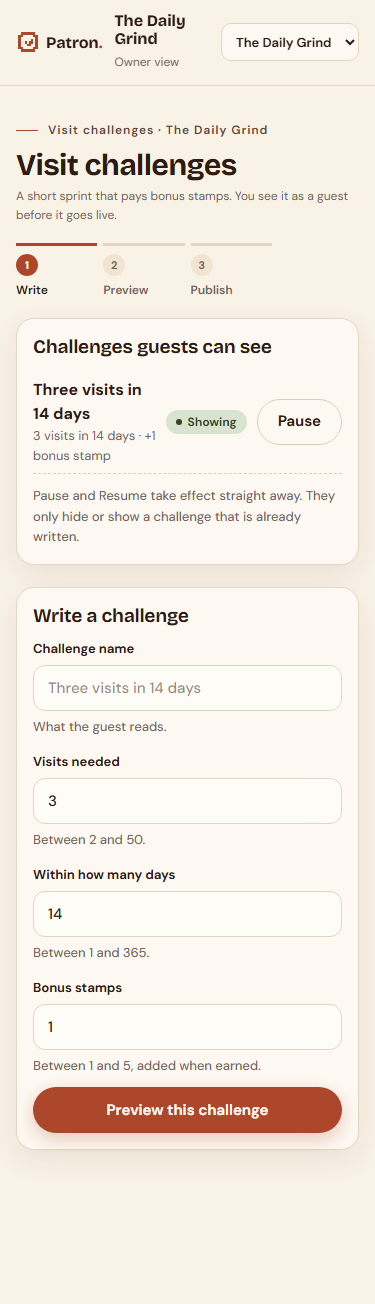 Patron.
The Daily
Grind
Owner view
The Daily Grind
Visit challenges · The Daily Grind
Visit challenges
A short sprint that pays bonus stamps. You see it as a guest
before it goes live.
1
Write
2
Preview
3
Publish
Challenges guests can see
Three visits in
14 days
3 visits in 14 days · +1
bonus stamp
Showing
Pause
Pause and Resume take effect straight away. They
only hide or show a challenge that is already
written.
Write a challenge
Challenge name
Three visits in 14 days
What the guest reads.
Visits needed
3
Between 2 and 50.
Within how many days
14
Between 1 and 365.
Bonus stamps
1
Between 1 and 5, added when earned.
Preview this challenge